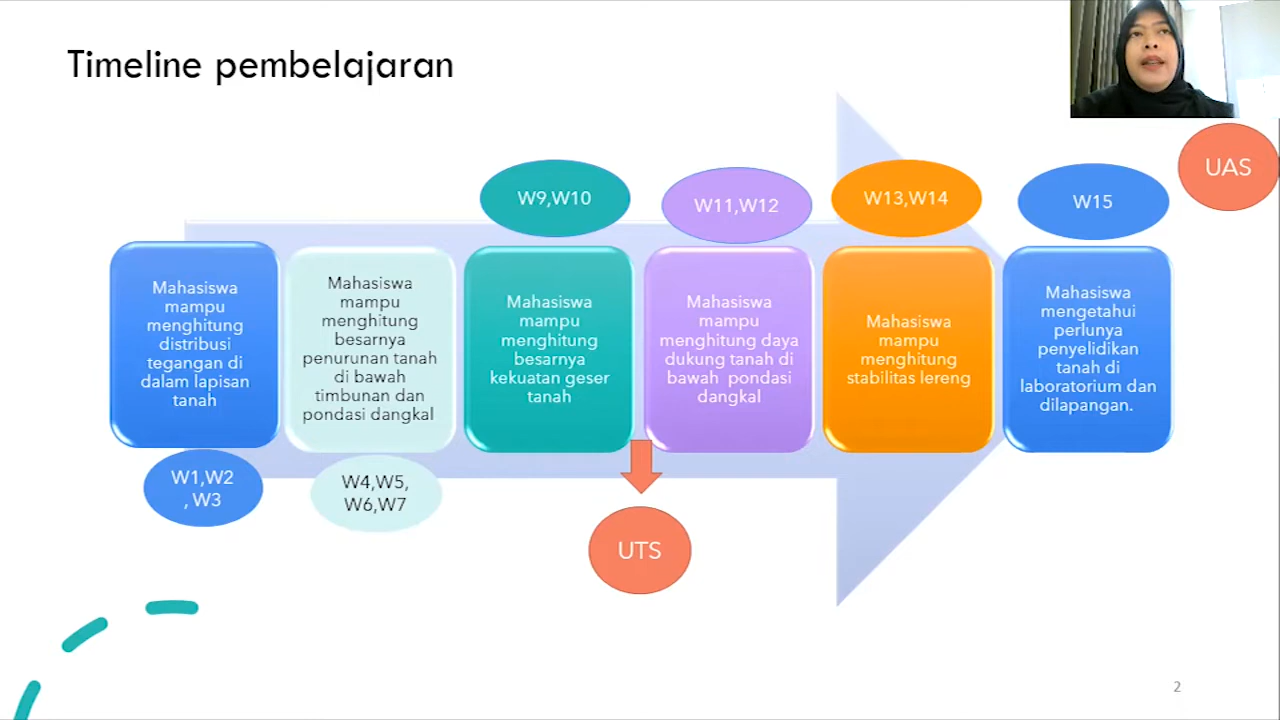 Timeline pembelajaran
UAS
W9,W10
W11,W12
W13,W14
W15
Mahasiswa
mampu
menghitung
distribusi
tegangan di
dalam lapisan
tanah
Mahasiswa
mampu
menghitung
besarnya
penurunan tanah
di bawah
timbunan dan
pondasi dangkal
Mahasiswa
mampu
menghitung
besarnya
kekuatan geser
tanah
Mahasiswa
mampu
menghitung daya
dukung tanah di
bawah pondasi
dangkal
Mahasiswa
mampu
menghitung
stabilitas lereng
Mahasiswa
mengetahui
perlunya
penyelidikan
tanah di
laboratorium dan
dilapangan.
W1,W2
, W3
W4,W5,
W6,W7
UTS
2